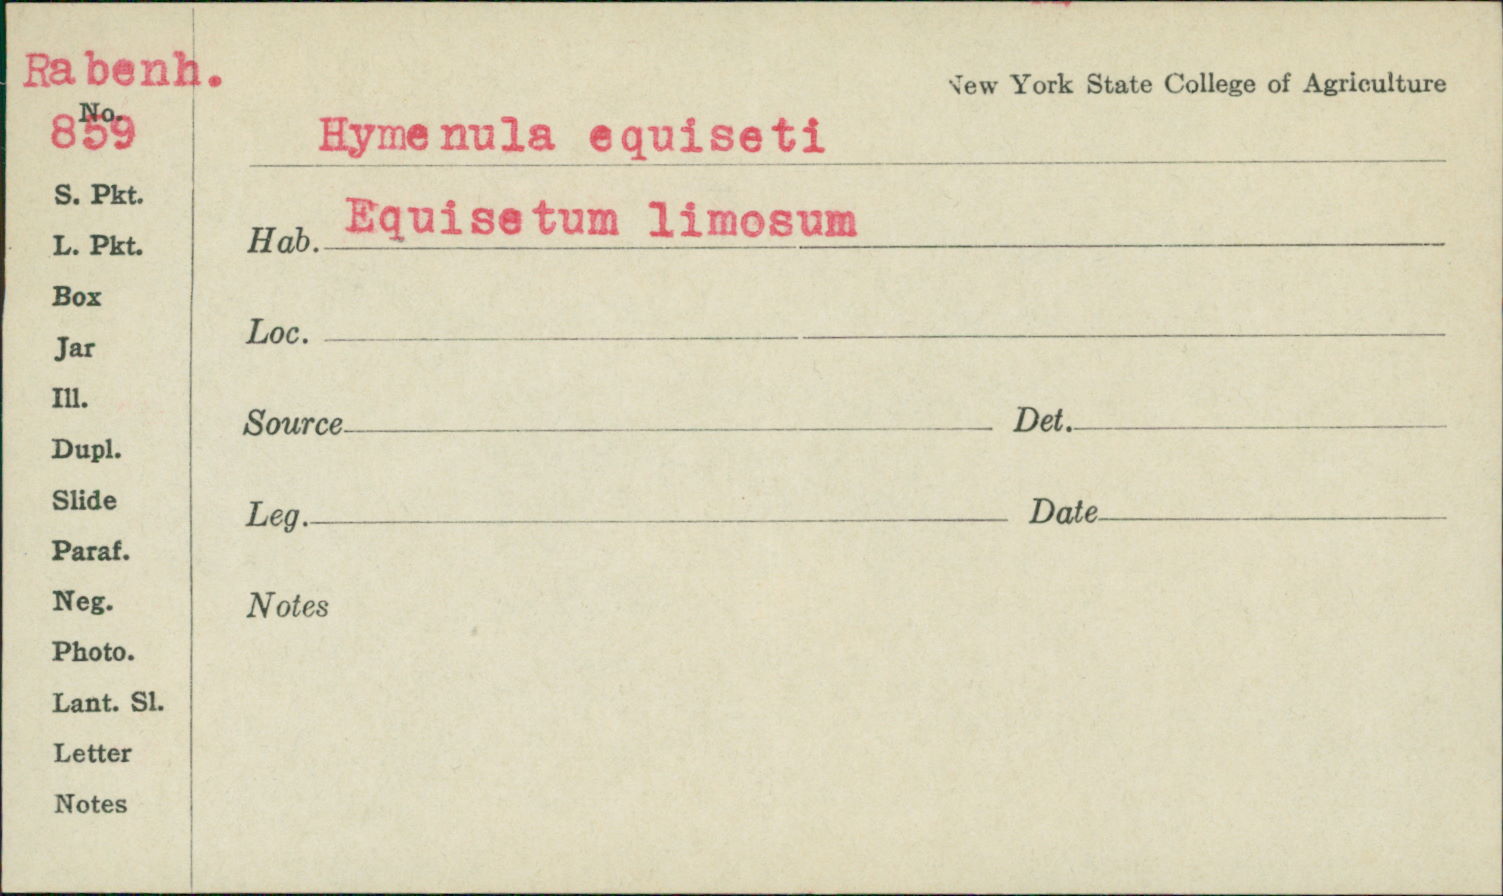 Rabenh.
New York State College of Agriculture
No.
859
Hymenula equiseti
S. Pkt.
Hab. Equisetum limosum
L. Pkt.
Box
Loc.
Jar
Ill.
Source Det.
Dupl.
Slide
Leg. Date
Paraf.
Neg.
Notes
Photo.
Lant. Sl.
Letter
Notes